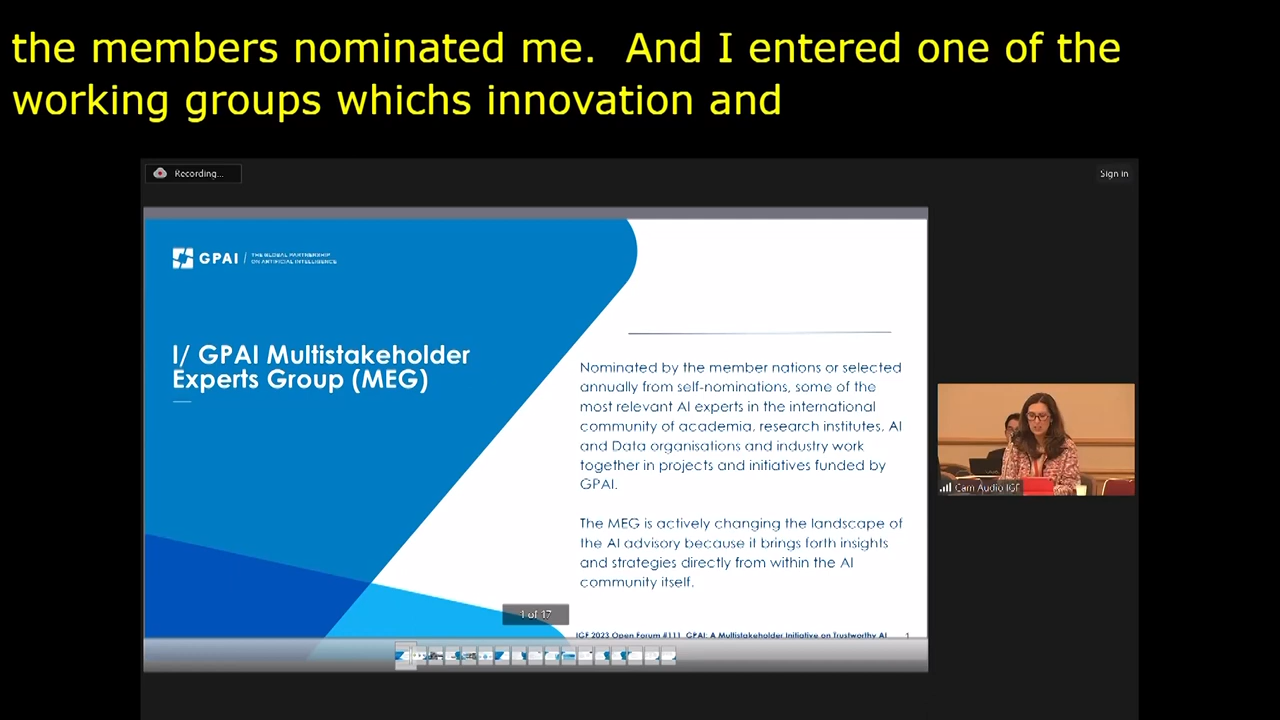 the members nominated me.  And I entered one of the
working groups whichs innovation and
Recording...
Sign in
GPAI / THE GLOBAL PARTNERSHIP
ON ARTIFICIAL INTELLIGENCE
I/ GPAI Multistakeholder
Experts Group (MEG)
Nominated by the member nations or selected
annually from self-nominations, some of the
most relevant AI experts in the international
community of academia, research institutes, AI
and Data organisations and industry work
together in projects and initiatives funded by
GPAI.
The MEG is actively changing the landscape of
the AI advisory because it brings forth insights
and strategies directly from within the AI
community itself.
1 of 17
IGF 2023 Open Forum #111 GPAI: A Multistakeholder Initiative on Trustworthy AI 1
Cam Audio IGF